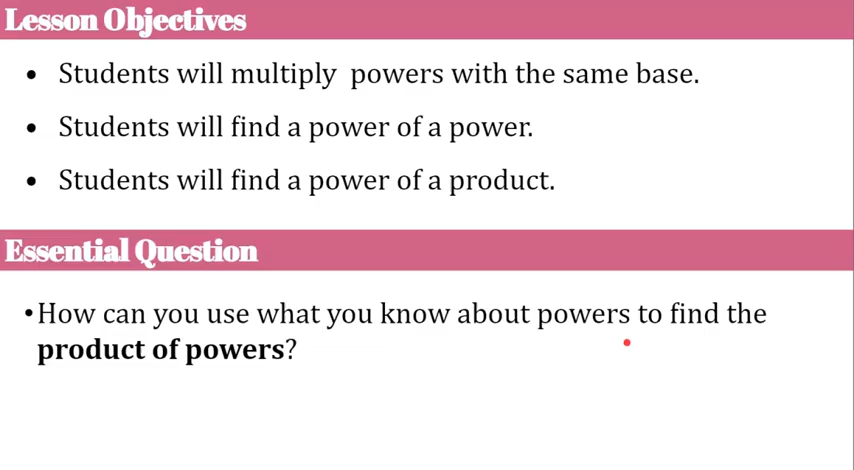 Lesson Objectives
• Students will multiply  powers with the same base.
• Students will find a power of a power.
• Students will find a power of a product.
Essential Question
• How can you use what you know about powers to find the
product of powers?